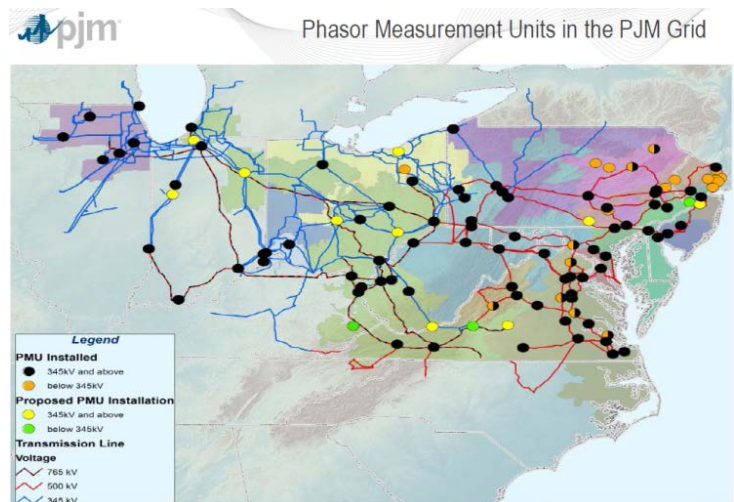 pjm
Phasor Measurement Units in the PJM Grid
Legend
PMU Installed
345kV and above
below 345kV
Proposed PMU Installation
345kV and above
below 345kV
Transmission Line
Voltage
765 kV
500 kV
345 kV